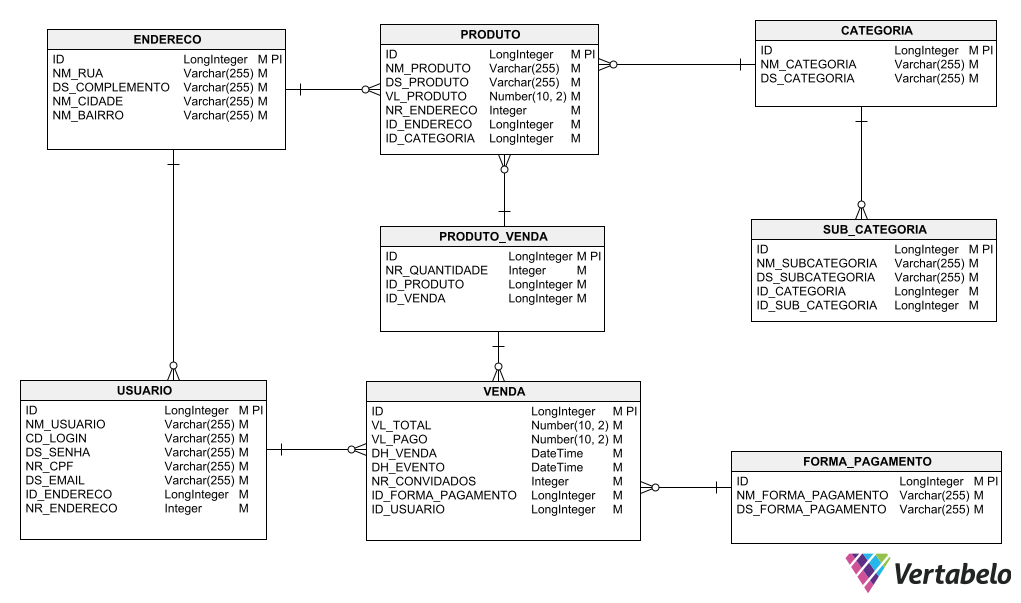 ENDERECO
ID LongInteger M PI
NM_RUA Varchar(255) M
DS_COMPLEMENTO Varchar(255) M
NM_CIDADE Varchar(255) M
NM_BAIRRO Varchar(255) M
PRODUTO
ID LongInteger M PI
NM_PRODUTO Varchar(255) M
DS_PRODUTO Varchar(255) M
VL_PRODUTO Number(10, 2) M
NR_ENDERECO Integer M
ID_ENDERECO LongInteger M
ID_CATEGORIA LongInteger M
CATEGORIA
ID LongInteger M PI
NM_CATEGORIA Varchar(255) M
DS_CATEGORIA Varchar(255) M
PRODUTO_VENDA
ID LongInteger M PI
NR_QUANTIDADE Integer M
ID_PRODUTO LongInteger M
ID_VENDA LongInteger M
SUB_CATEGORIA
ID LongInteger M PI
NM_SUBCATEGORIA Varchar(255) M
DS_SUBCATEGORIA Varchar(255) M
ID_CATEGORIA LongInteger M
ID_SUB_CATEGORIA LongInteger M
USUARIO
ID LongInteger M PI
NM_USUARIO Varchar(255) M
CD_LOGIN Varchar(255) M
DS_SENHA Varchar(255) M
NR_CPF Varchar(255) M
DS_EMAIL Varchar(255) M
ID_ENDERECO LongInteger M
NR_ENDERECO Integer M
VENDA
ID LongInteger M PI
VL_TOTAL Number(10, 2) M
VL_PAGO Number(10, 2) M
DH_VENDA DateTime M
DH_EVENTO DateTime M
NR_CONVIDADOS Integer M
ID_FORMA_PAGAMENTO LongInteger M
ID_USUARIO LongInteger M
FORMA_PAGAMENTO
ID LongInteger M PI
NM_FORMA_PAGAMENTO Varchar(255) M
DS_FORMA_PAGAMENTO Varchar(255) M
Vertabelo